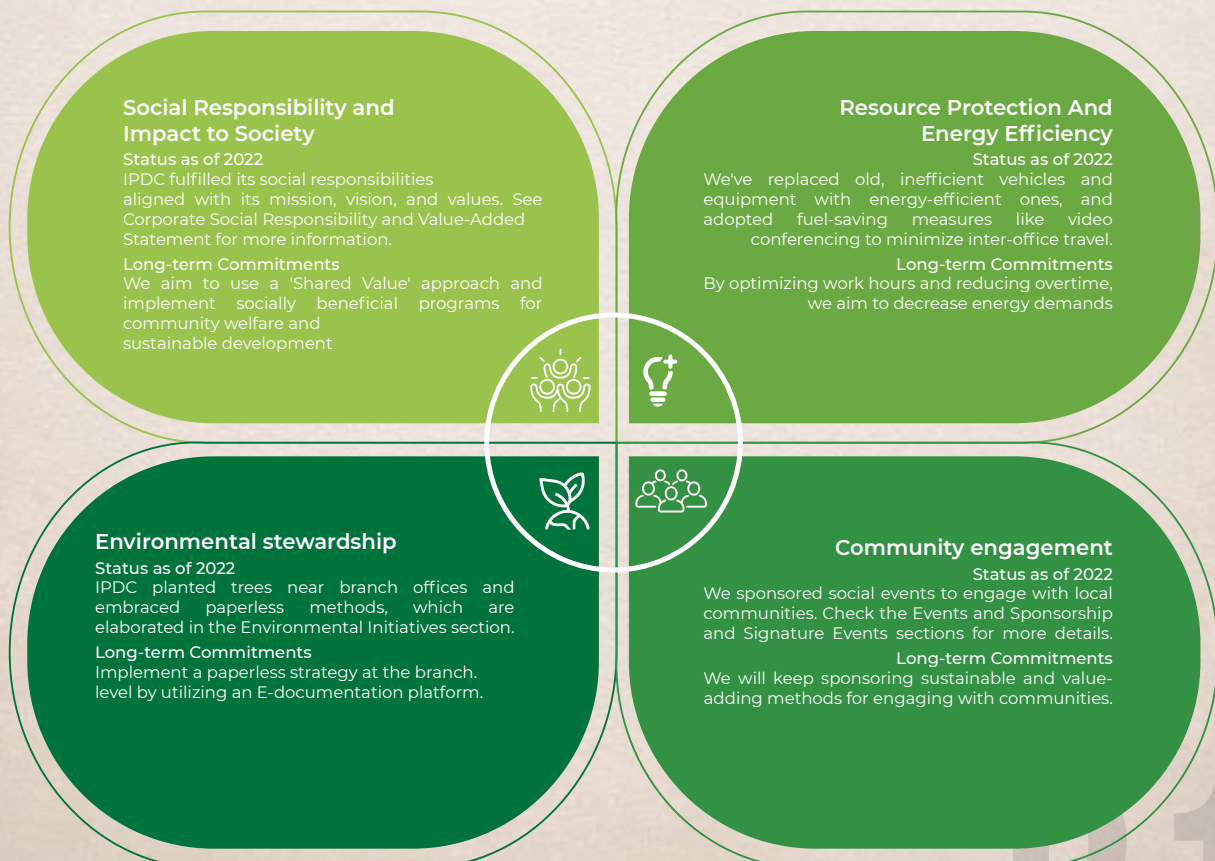 Social Responsibility and
Impact to Society
Status as of 2022
IPDC fulfilled its social responsibilities
aligned with its mission, vision, and values. See
Corporate Social Responsibility and Value-Added
Statement for more information.
Long-term Commitments
We aim to use a 'Shared Value' approach and
implement socially beneficial programs for
community welfare and
sustainable development
Resource Protection And
Energy Efficiency
Status as of 2022
We've replaced old, inefficient vehicles and
equipment with energy-efficient ones, and
adopted fuel-saving measures like video
conferencing to minimize inter-office travel.
Long-term Commitments
By optimizing work hours and reducing overtime,
we aim to decrease energy demands
Environmental stewardship
Status as of 2022
IPDC planted trees near branch offices and
embraced paperless methods, which are
elaborated in the Environmental Initiatives section.
Long-term Commitments
Implement a paperless strategy at the branch.
level by utilizing an E-documentation platform.
Community engagement
Status as of 2022
We sponsored social events to engage with local
communities. Check the Events and Sponsorship
and Signature Events sections for more details.
Long-term Commitments
We will keep sponsoring sustainable and value-
adding methods for engaging with communities.